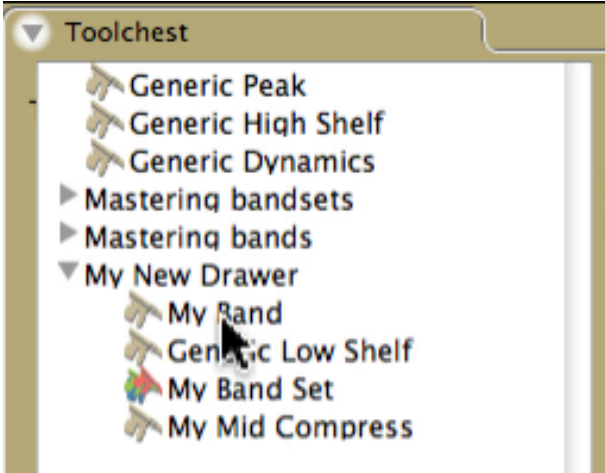 Toolchest
Generic Peak
Generic High Shelf
Generic Dynamics
Mastering bandsets
Mastering bands
My New Drawer
My Band
Generic Low Shelf
My Band Set
My Mid Compress